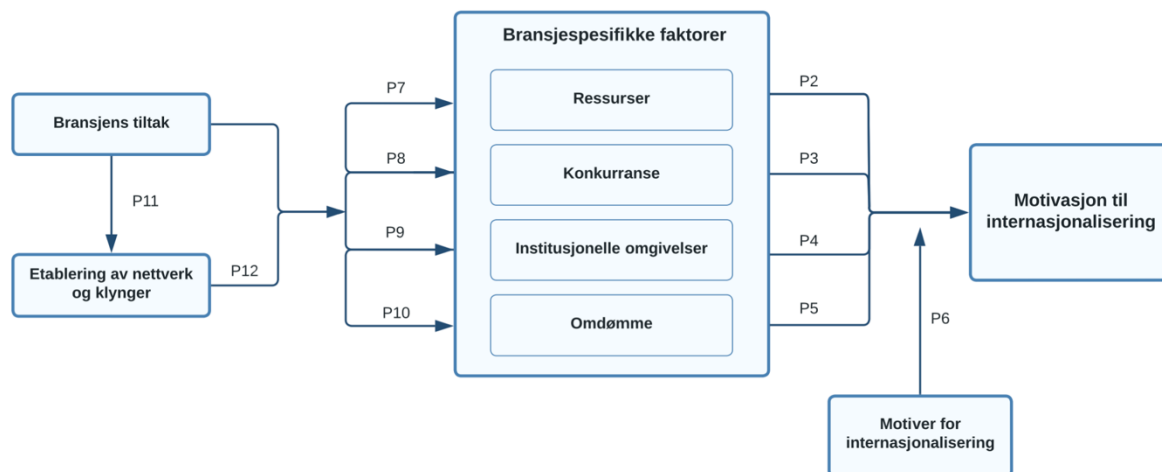 Bransjespesifikke faktorer
Bransjens tiltak
P11
Etablering av nettverk
og klynger
P12
P7
P8
P9
P10
Ressurser
Konkurranse
Institusjonelle omgivelser
Omdømme
P2
P3
P4
P5
Motivasjon til
internasjonalisering
P6
Motiver for
internasjonalisering